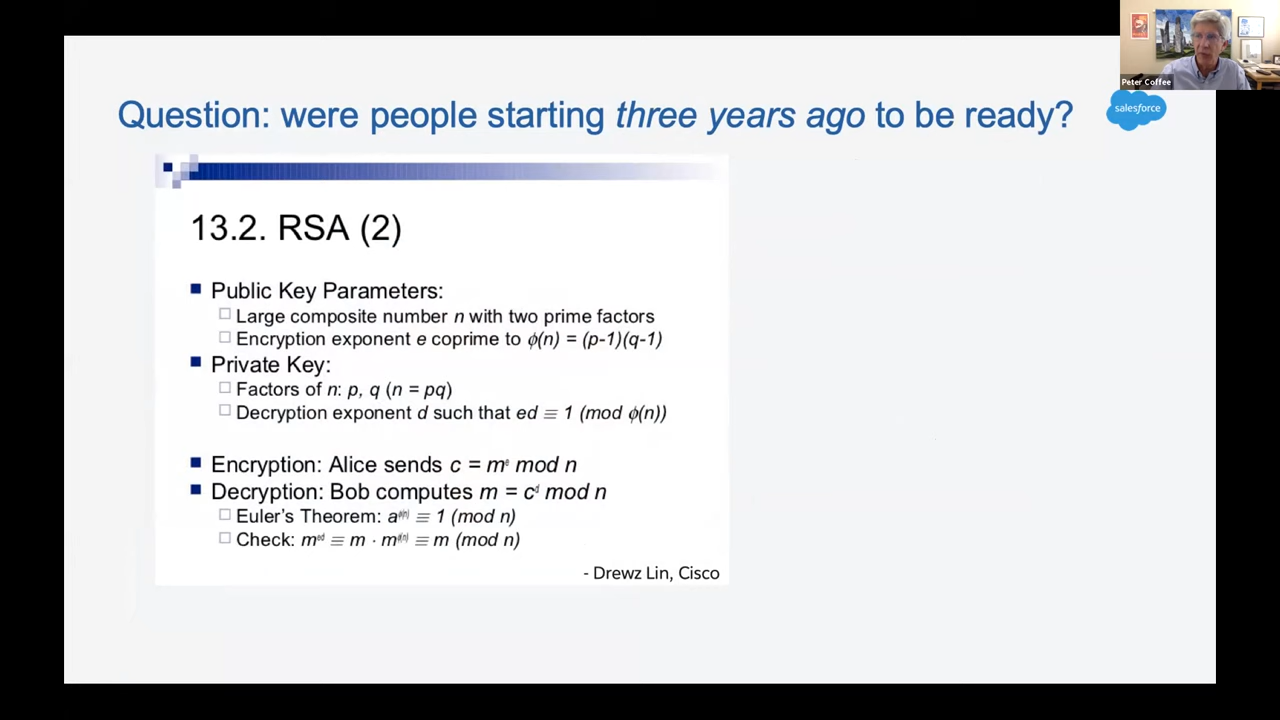 Peter Coffee
Question: were people starting three years ago to be ready?
salesforce
13.2. RSA (2)
Public Key Parameters:
Large composite number n with two prime factors
Encryption exponent e coprime to ϕ(n) = (p-1)(q-1)
Private Key:
Factors of n: p, q (n = pq)
Decryption exponent d such that ed ≡ 1 (mod ϕ(n))
Encryption: Alice sends c = mᵉ mod n
Decryption: Bob computes m = cᵈ mod n
Euler's Theorem: a^ϕ(n) ≡ 1 (mod n)
Check: m^ed ≡ m · m^ϕ(n) ≡ m (mod n)
- Drewz Lin, Cisco